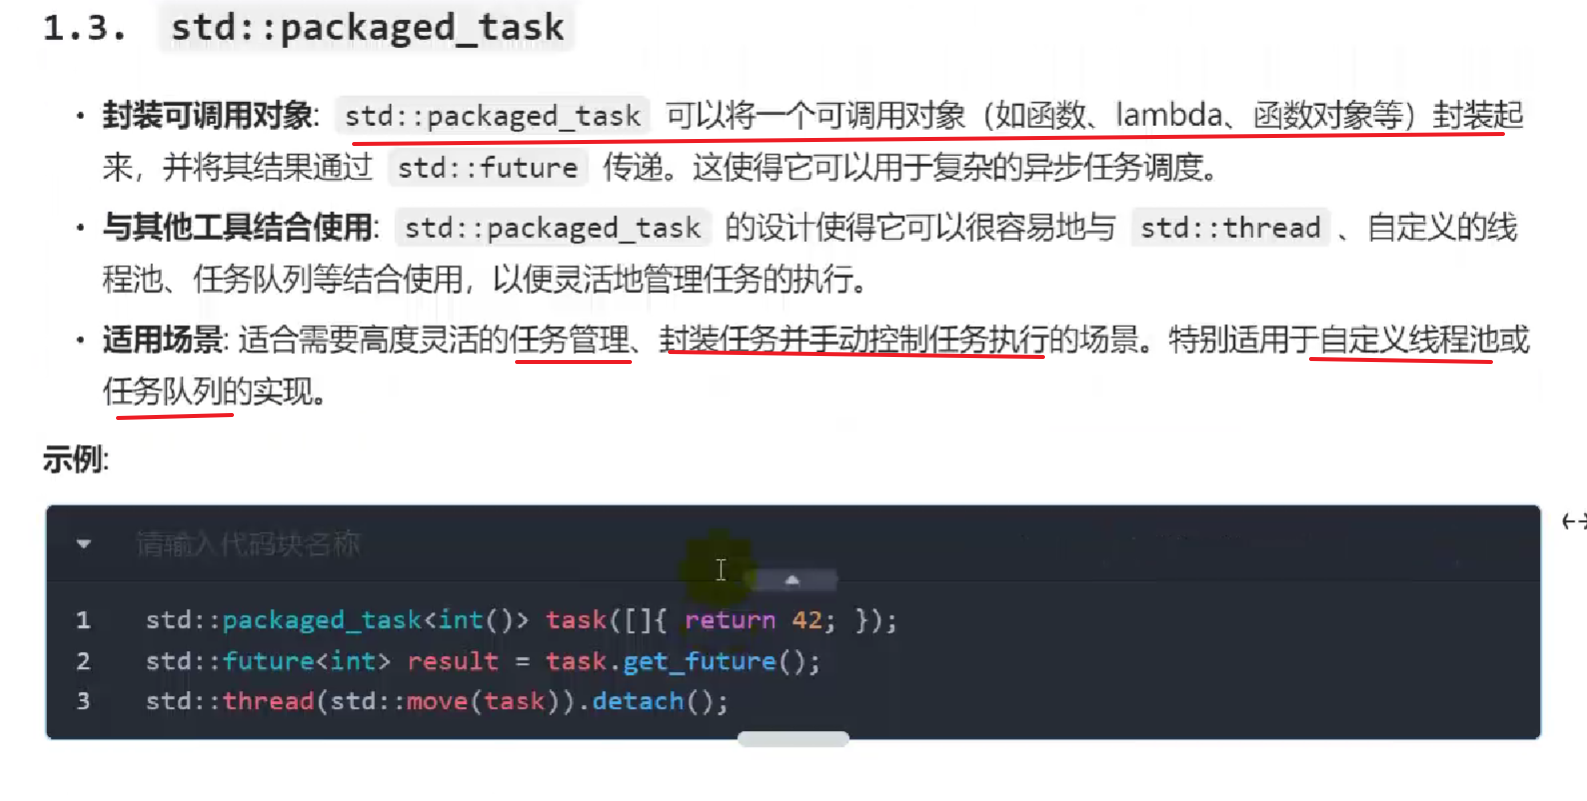 1.3. std::packaged_task
• 封装可调用对象: std::packaged_task 可以将一个可调用对象（如函数、lambda、函数对象等）封装起
来，并将其结果通过 std::future 传递。这使得它可以用于复杂的异步任务调度。
• 与其他工具结合使用: std::packaged_task 的设计使得它可以很容易地与 std::thread 、自定义的线
程池、任务队列等结合使用，以便灵活地管理任务的执行。
• 适用场景: 适合需要高度灵活的任务管理、封装任务并手动控制任务执行的场景。特别适用于自定义线程池或
任务队列的实现。
示例:
请输入代码块名称
1 std::packaged_task<int()> task([]{ return 42; });
2 std::future<int> result = task.get_future();
3 std::thread(std::move(task)).detach();